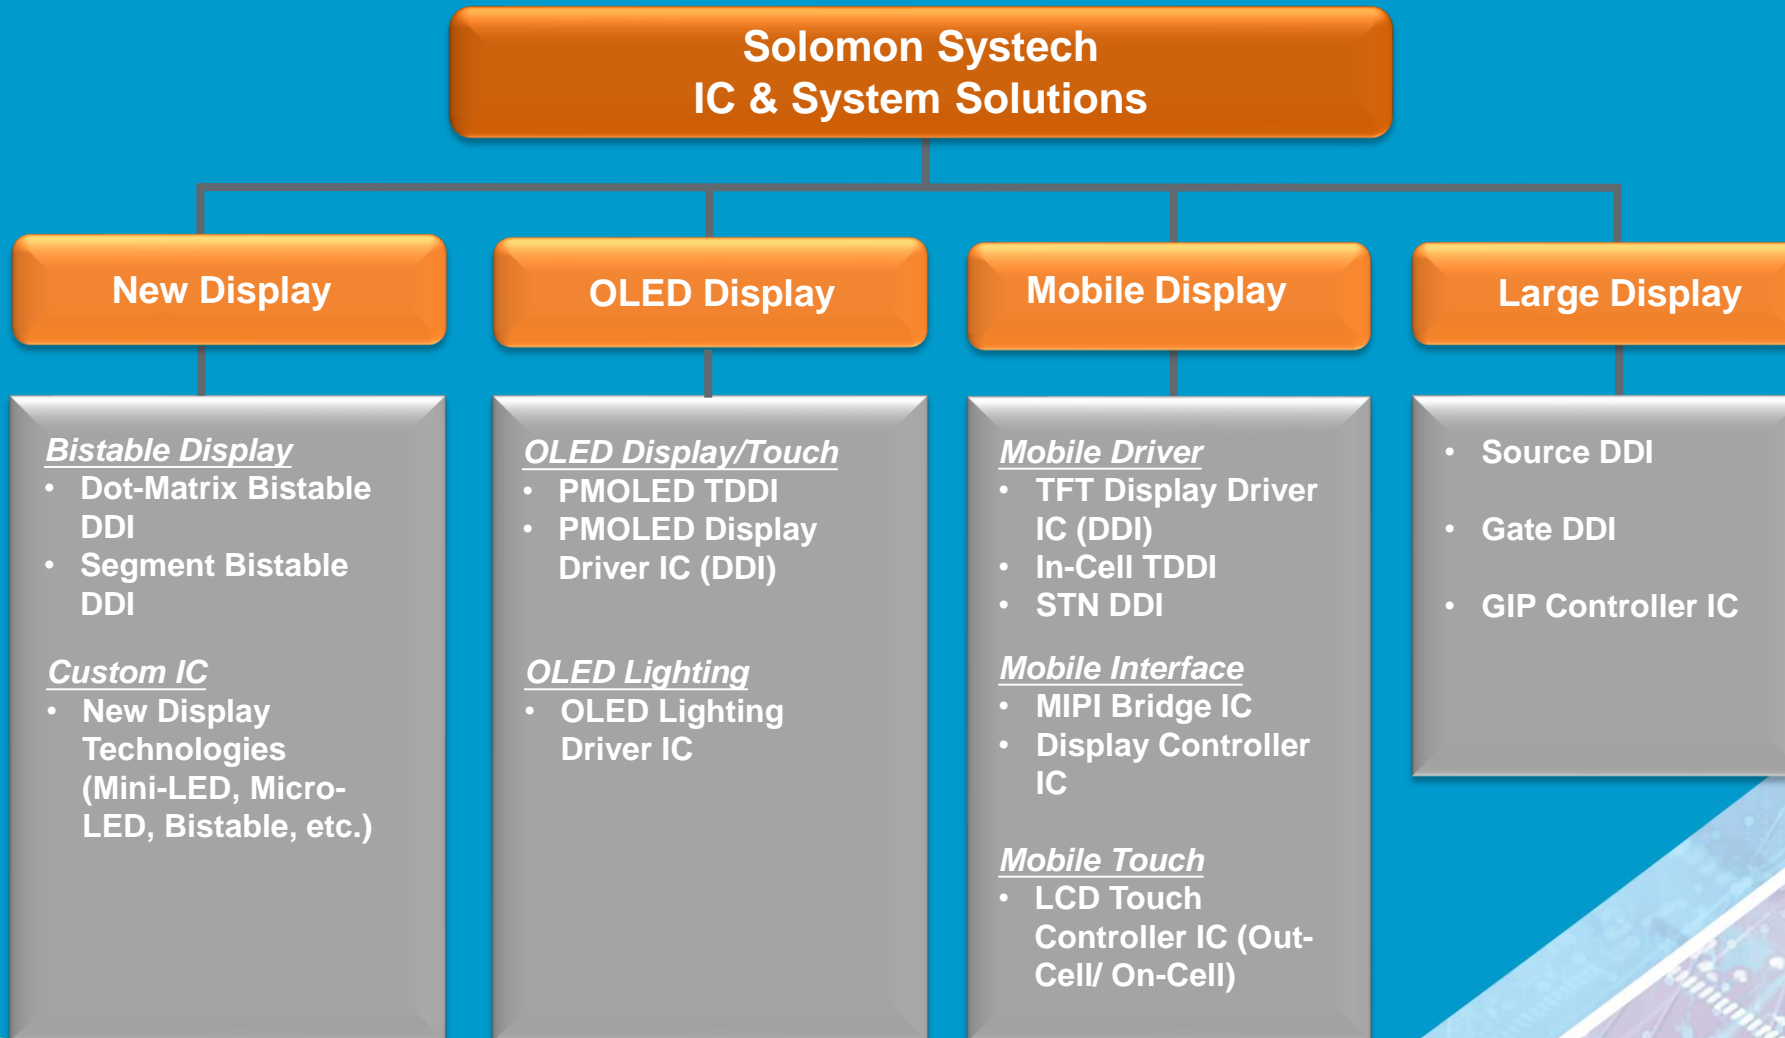 Solomon Systech
IC & System Solutions
New Display
Bistable Display
• Dot-Matrix Bistable
DDI
• Segment Bistable
DDI
Custom IC
• New Display
Technologies
(Mini-LED, Micro-
LED, Bistable, etc.)
OLED Display
OLED Display/Touch
• PMOLED TDDI
• PMOLED Display
Driver IC (DDI)
OLED Lighting
• OLED Lighting
Driver IC
Mobile Display
Mobile Driver
• TFT Display Driver
IC (DDI)
• In-Cell TDDI
• STN DDI
Mobile Interface
• MIPI Bridge IC
• Display Controller
IC
Mobile Touch
• LCD Touch
Controller IC (Out-
Cell/ On-Cell)
Large Display
• Source DDI
• Gate DDI
• GIP Controller IC